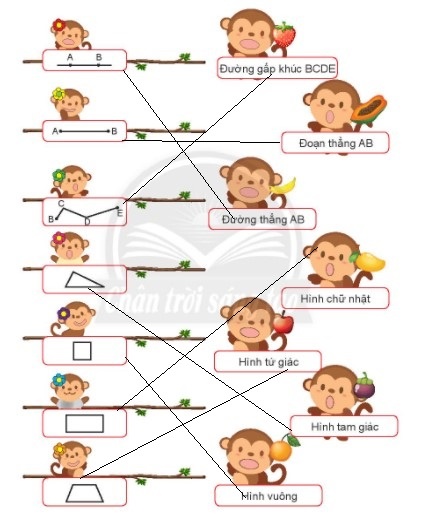 Đường gấp khúc BCDE
A B
A B
Đoạn thẳng AB
C
B D E
Đường thẳng AB
Hình chữ nhật
Chân trời sáng tạo
Hình tứ giác
Hình tam giác
Hình vuông